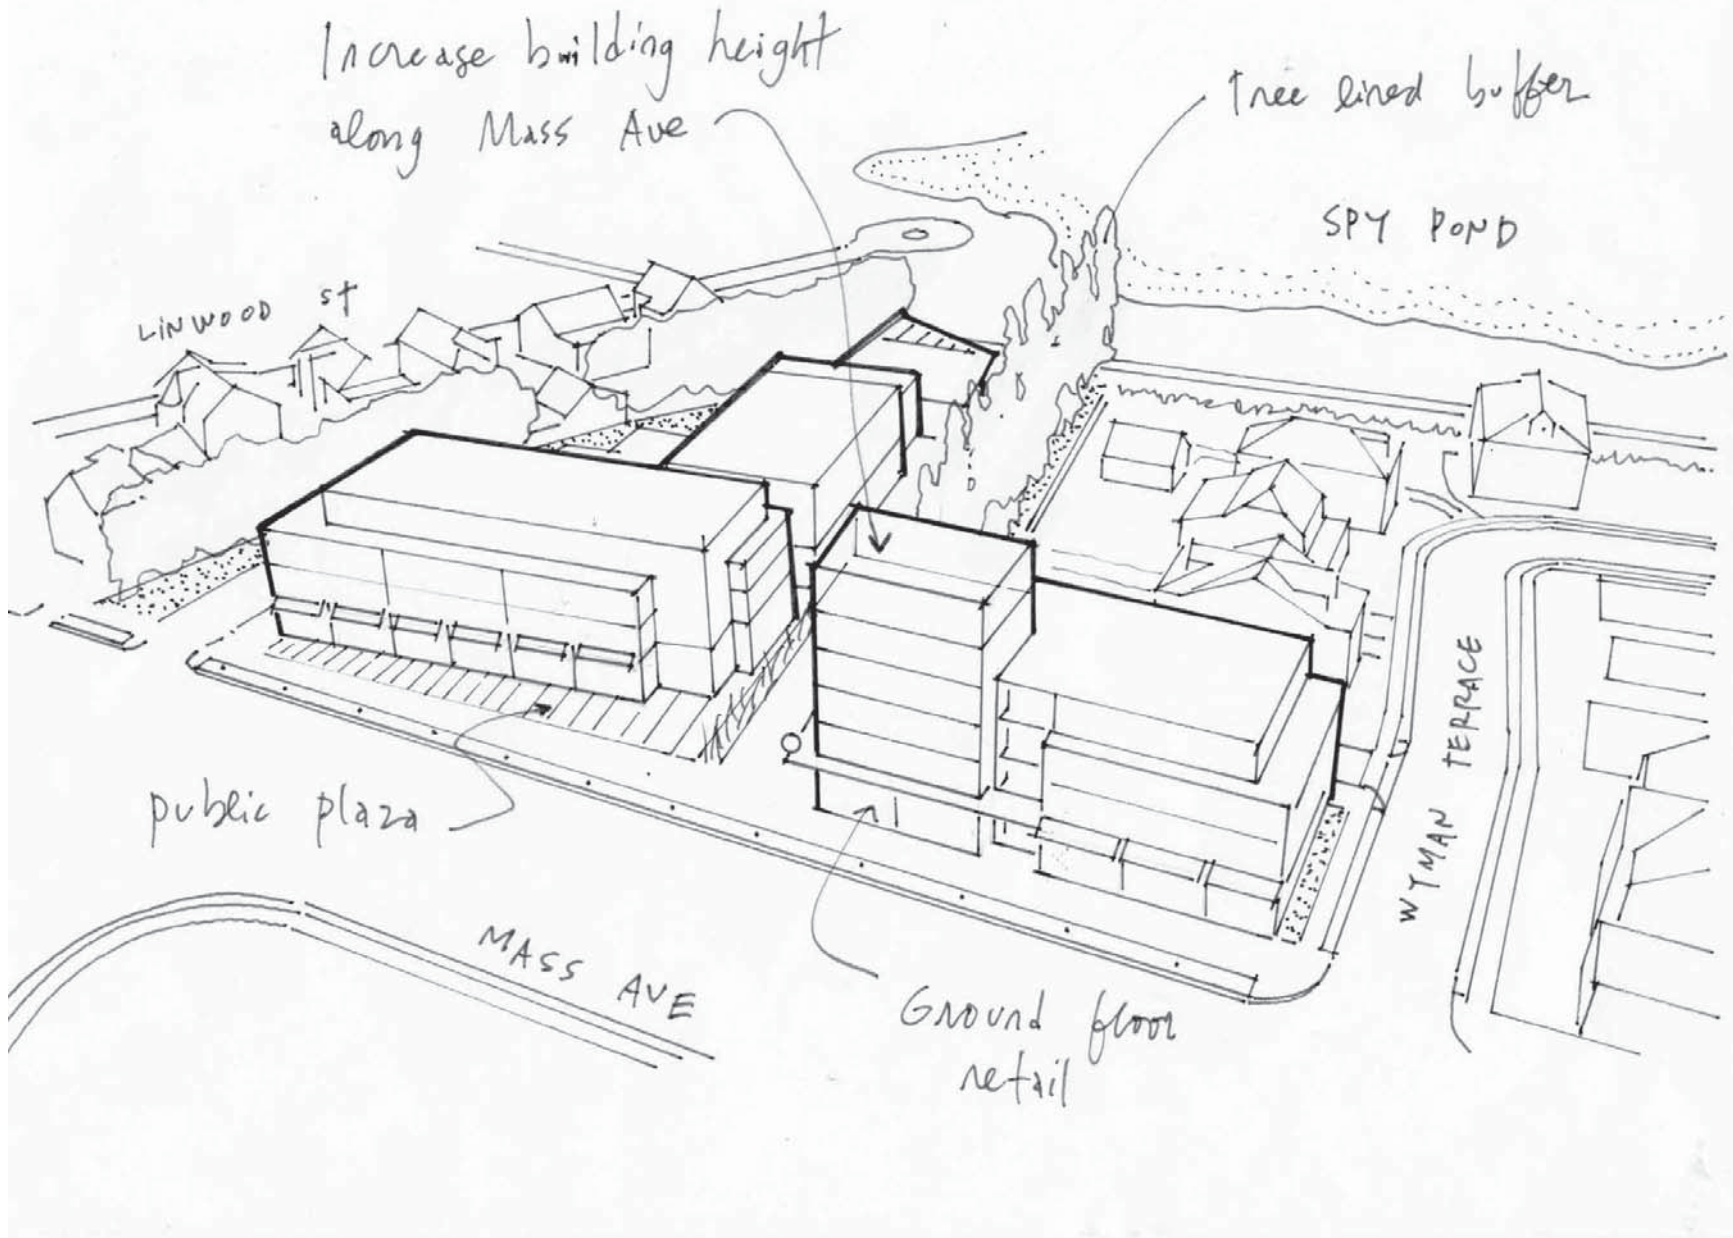 Increase building height
along Mass Ave
Tree lined buffer
SPY POND
LINWOOD ST
public plaza
WYMAN TERRACE
MASS AVE
Ground floor
retail